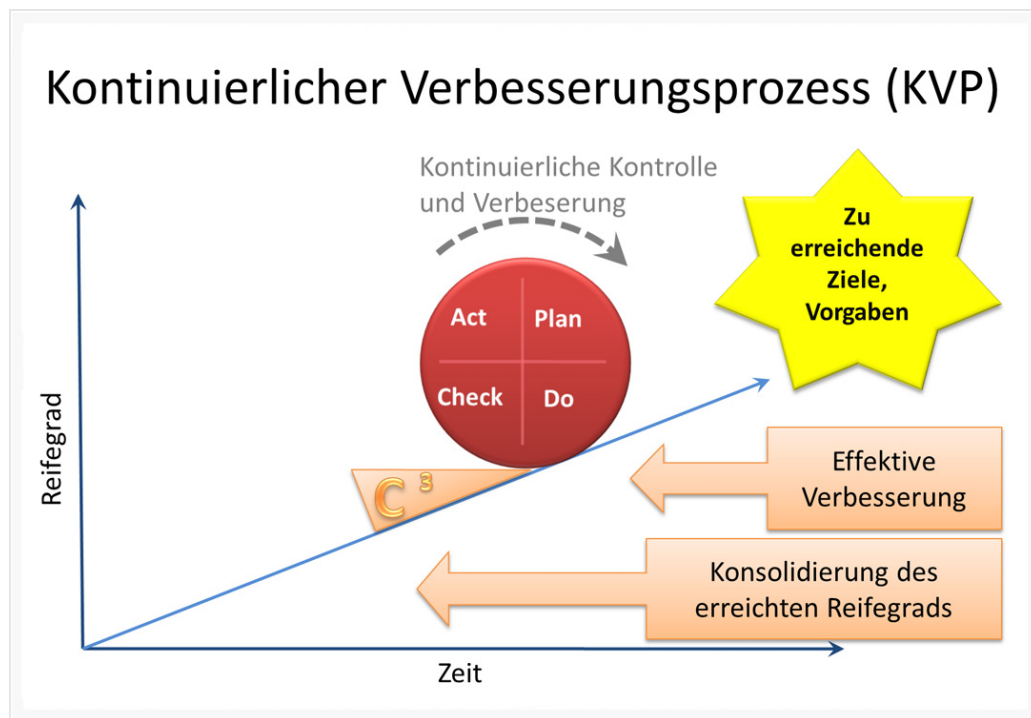 Kontinuierlicher Verbesserungsprozess (KVP)
Kontinuierliche Kontrolle
und Verbeserung
Zu
erreichende
Ziele,
Vorgaben
Act
Plan
Check
Do
Reifegrad
C ³
Effektive
Verbesserung
Konsolidierung des
erreichten Reifegrads
Zeit